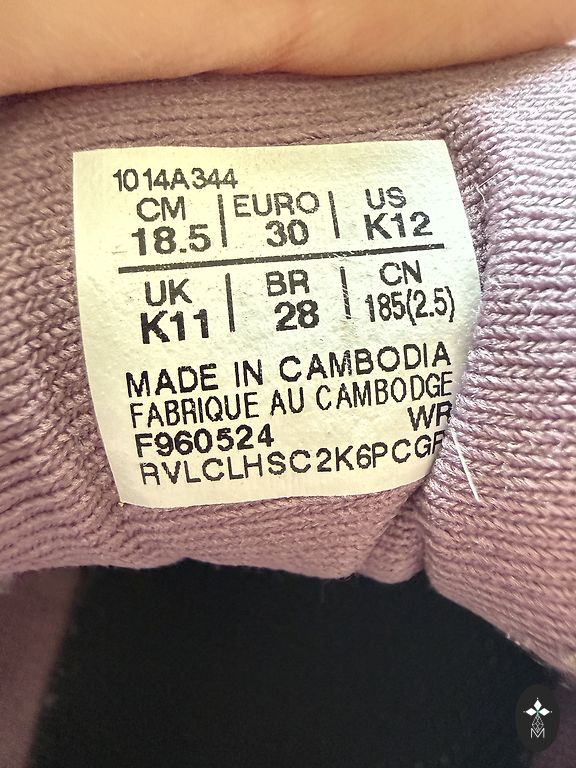 1014A344
CM EURO US
18.5 30 K12
UK BR CN
K11 28 185(2.5)
MADE IN CAMBODIA
FABRIQUE AU CAMBODGE
F960524 WR
RVLCLHSC2K6PCGF
M